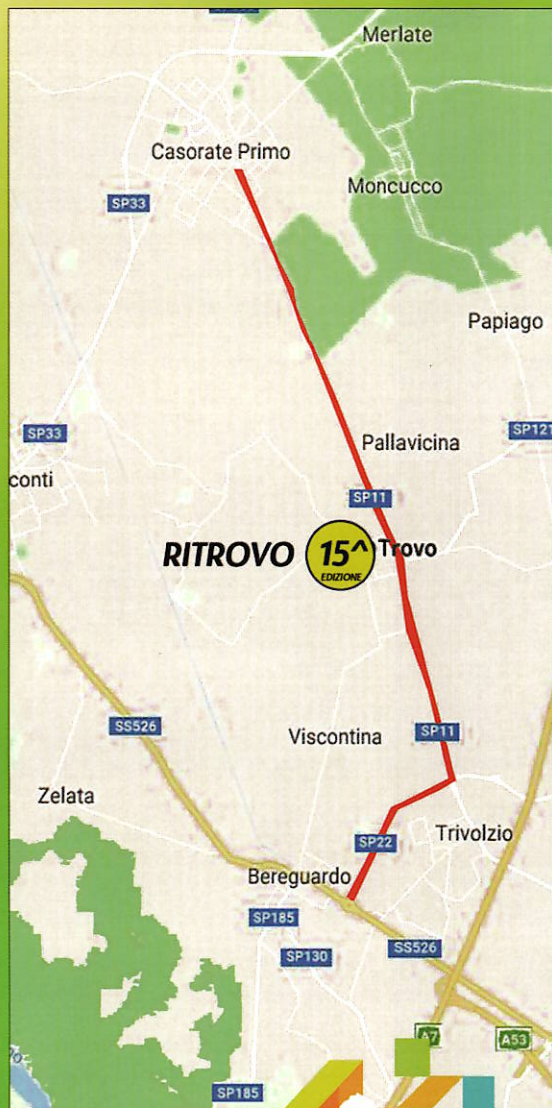 Merlate
Casorate Primo
Moncucco
SP33
Papiago
SP33
SP121
Pallavicina
conti
SP11
RITROVO 15^ Trovo
EDIZIONE
SS526
SP11
Viscontina
Zelata
Trivolzio
SP22
Bereguardo
SP185
SS526
SP130
A7
A53
SP185